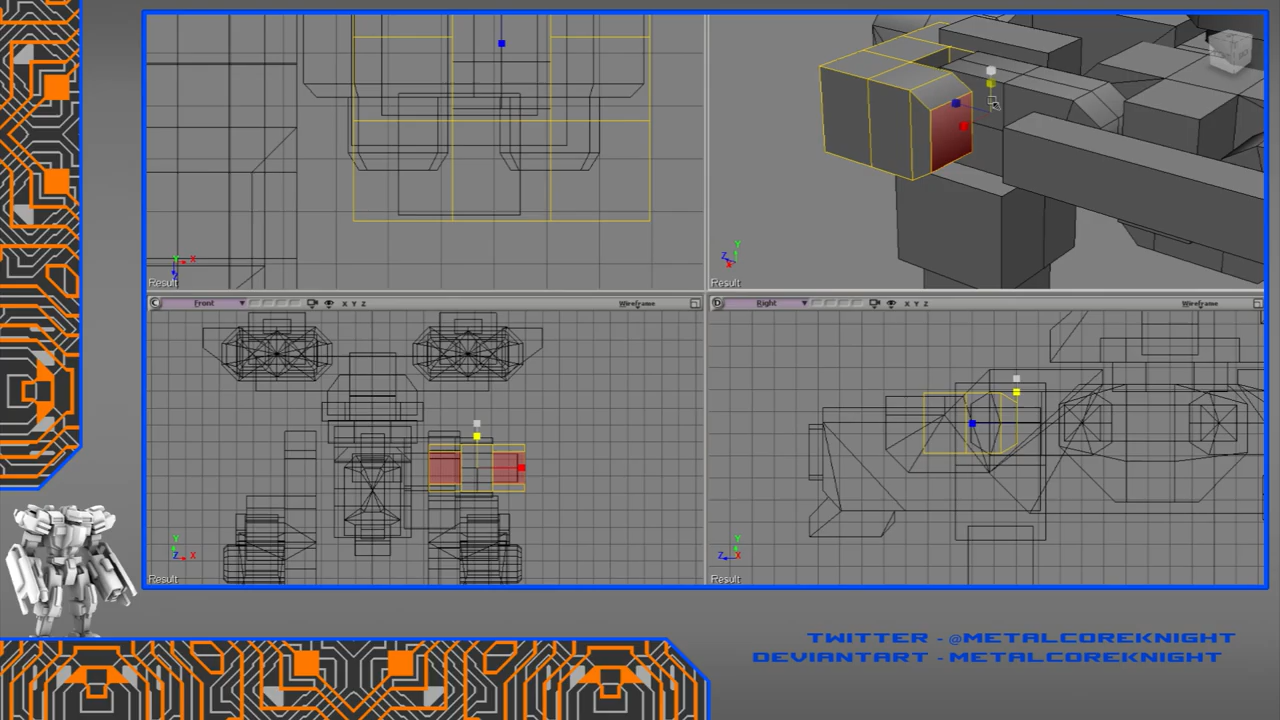 Result
Result
C Front X Y Z Wireframe
D Right X Y Z Wireframe
Y X Z
Y Z X
Y Z X
Y Z X
Result
Result
TWITTER - @METALCOREKNIGHT
DEVIANTART - METALCOREKNIGHT